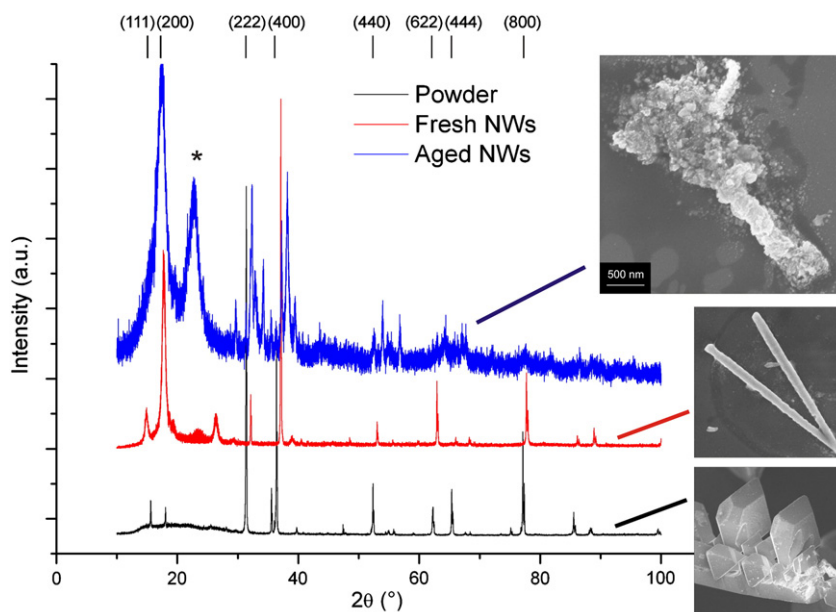 (111) (200) (222) (400) (440) (622) (444) (800)
Powder
Fresh NWs
Aged NWs
*
500 nm
Intensity (a.u.)
0 20 40 60 80 100
2θ (°)